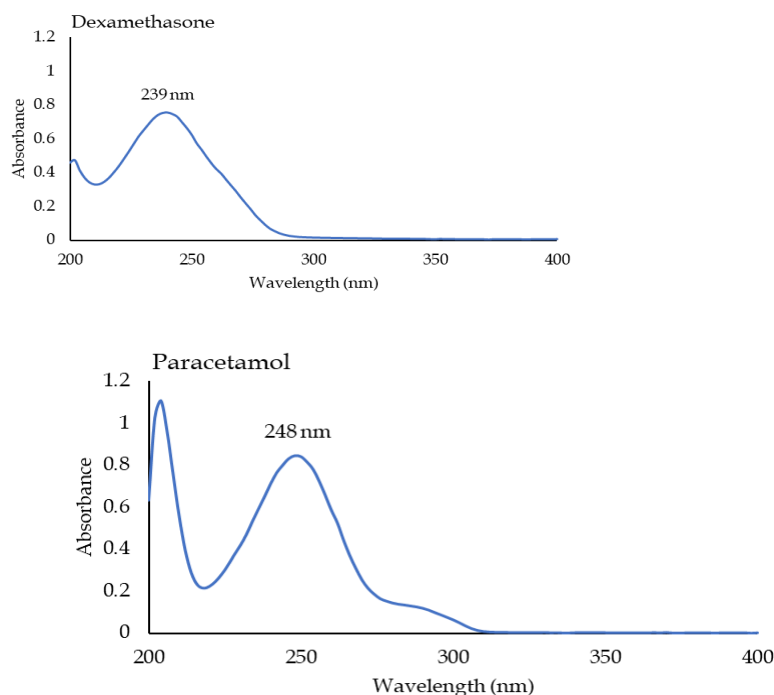 Dexamethasone
1.2
1
0.8
0.6
0.4
0.2
0
Absorbance
239 nm
200 250 300 350 400
Wavelength (nm)
Paracetamol
1.2
1
0.8
0.6
0.4
0.2
0
Absorbance
248 nm
200 250 300 350 400
Wavelength (nm)